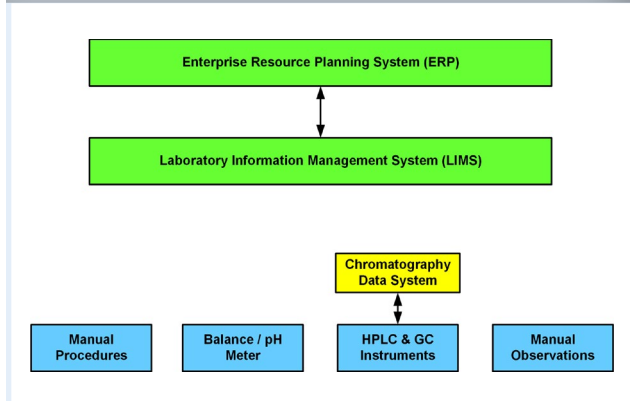 Enterprise Resource Planning System (ERP)
Laboratory Information Management System (LIMS)
Chromatography
Data System
Manual
Procedures
Balance / pH
Meter
HPLC & GC
Instruments
Manual
Observations